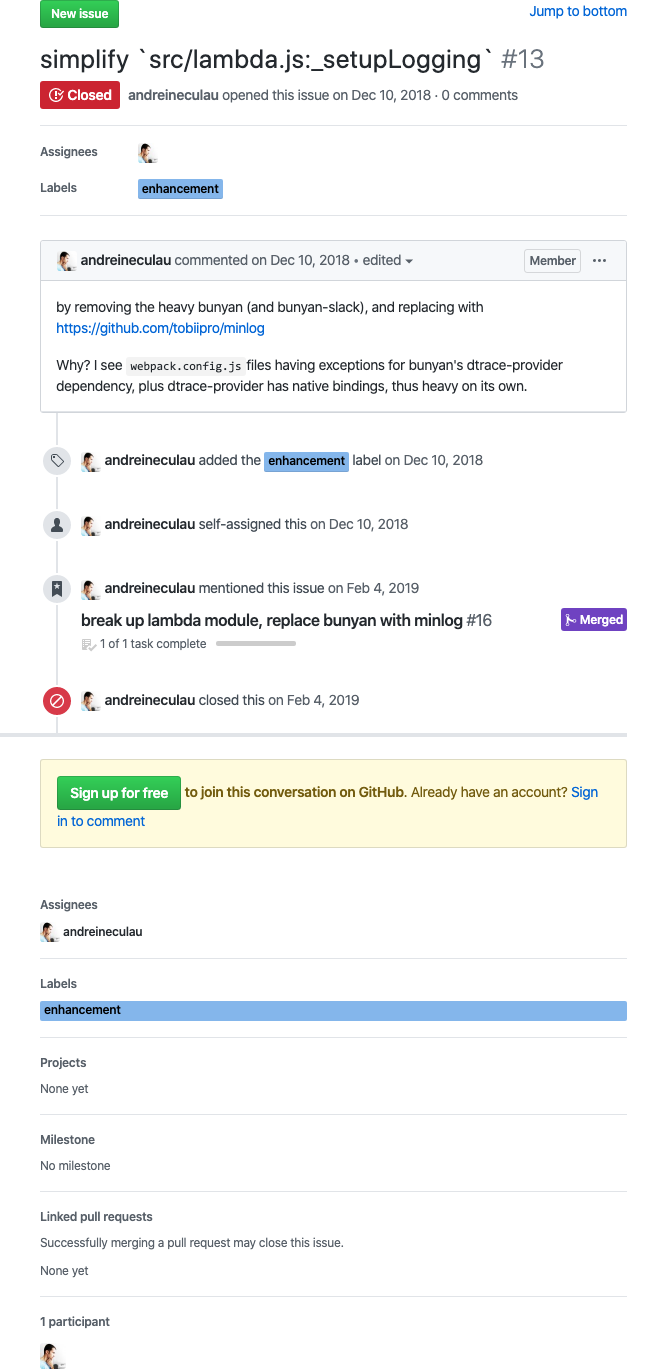 New issue
Jump to bottom
simplify `src/lambda.js:_setupLogging` #13
Closed andreineculau opened this issue on Dec 10, 2018 · 0 comments
Assignees
Labels enhancement
andreineculau commented on Dec 10, 2018 • edited
Member
by removing the heavy bunyan (and bunyan-slack), and replacing with
https://github.com/tobiipro/minlog
Why? I see webpack.config.js files having exceptions for bunyan's dtrace-provider
dependency, plus dtrace-provider has native bindings, thus heavy on its own.
andreineculau added the enhancement label on Dec 10, 2018
andreineculau self-assigned this on Dec 10, 2018
andreineculau mentioned this issue on Feb 4, 2019
break up lambda module, replace bunyan with minlog #16
Merged
1 of 1 task complete
andreineculau closed this on Feb 4, 2019
Sign up for free to join this conversation on GitHub. Already have an account? Sign
in to comment
Assignees
andreineculau
Labels
enhancement
Projects
None yet
Milestone
No milestone
Linked pull requests
Successfully merging a pull request may close this issue.
None yet
1 participant